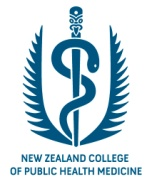 NEW ZEALAND COLLEGE
OF PUBLIC HEALTH MEDICINE